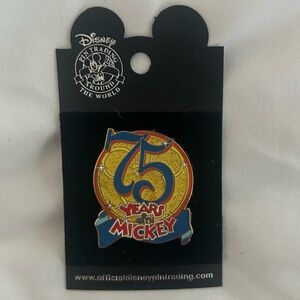 Disney
PIN TRADING
AROUND
THE WORLD
75
YEARS
WITH
MICKEY
www.officialdisneypintrading.com